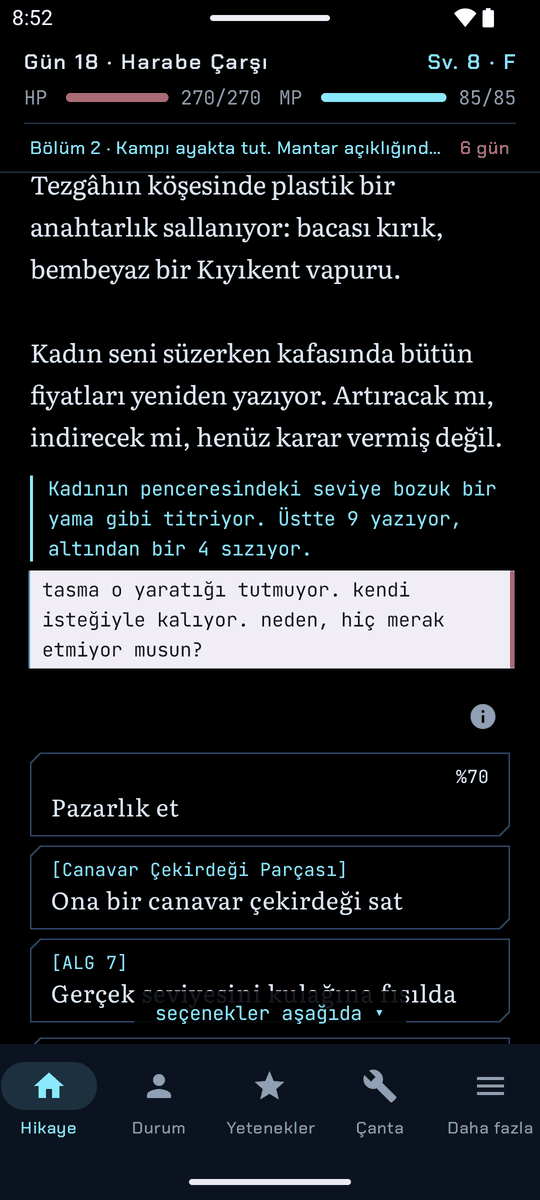 8:52
Gün 18 · Harabe Çarşı
Sv. 8 · F
HP 270/270 MP 85/85
Bölüm 2 · Kampı ayakta tut. Mantar açıklığınd... 6 gün
Tezgâhın köşesinde plastik bir
anahtarlık sallanıyor: bacası kırık,
bembeyaz bir Kıyıkent vapuru.
Kadın seni süzerken kafasında bütün
fiyatları yeniden yazıyor. Artıracak mı,
indirecek mi, henüz karar vermiş değil.
Kadının penceresindeki seviye bozuk bir
yama gibi titriyor. Üstte 9 yazıyor,
altından bir 4 sızıyor.
tasma o yaratığı tutmuyor. kendi
isteğiyle kalıyor. neden, hiç merak
etmiyor musun?
%70
Pazarlık et
[Canavar Çekirdeği Parçası]
Ona bir canavar çekirdeği sat
[ALG 7]
Gerçek seviyesini kulağına fısılda
seçenekler aşağıda ▾
Hikaye
Durum
Yetenekler
Çanta
Daha fazla